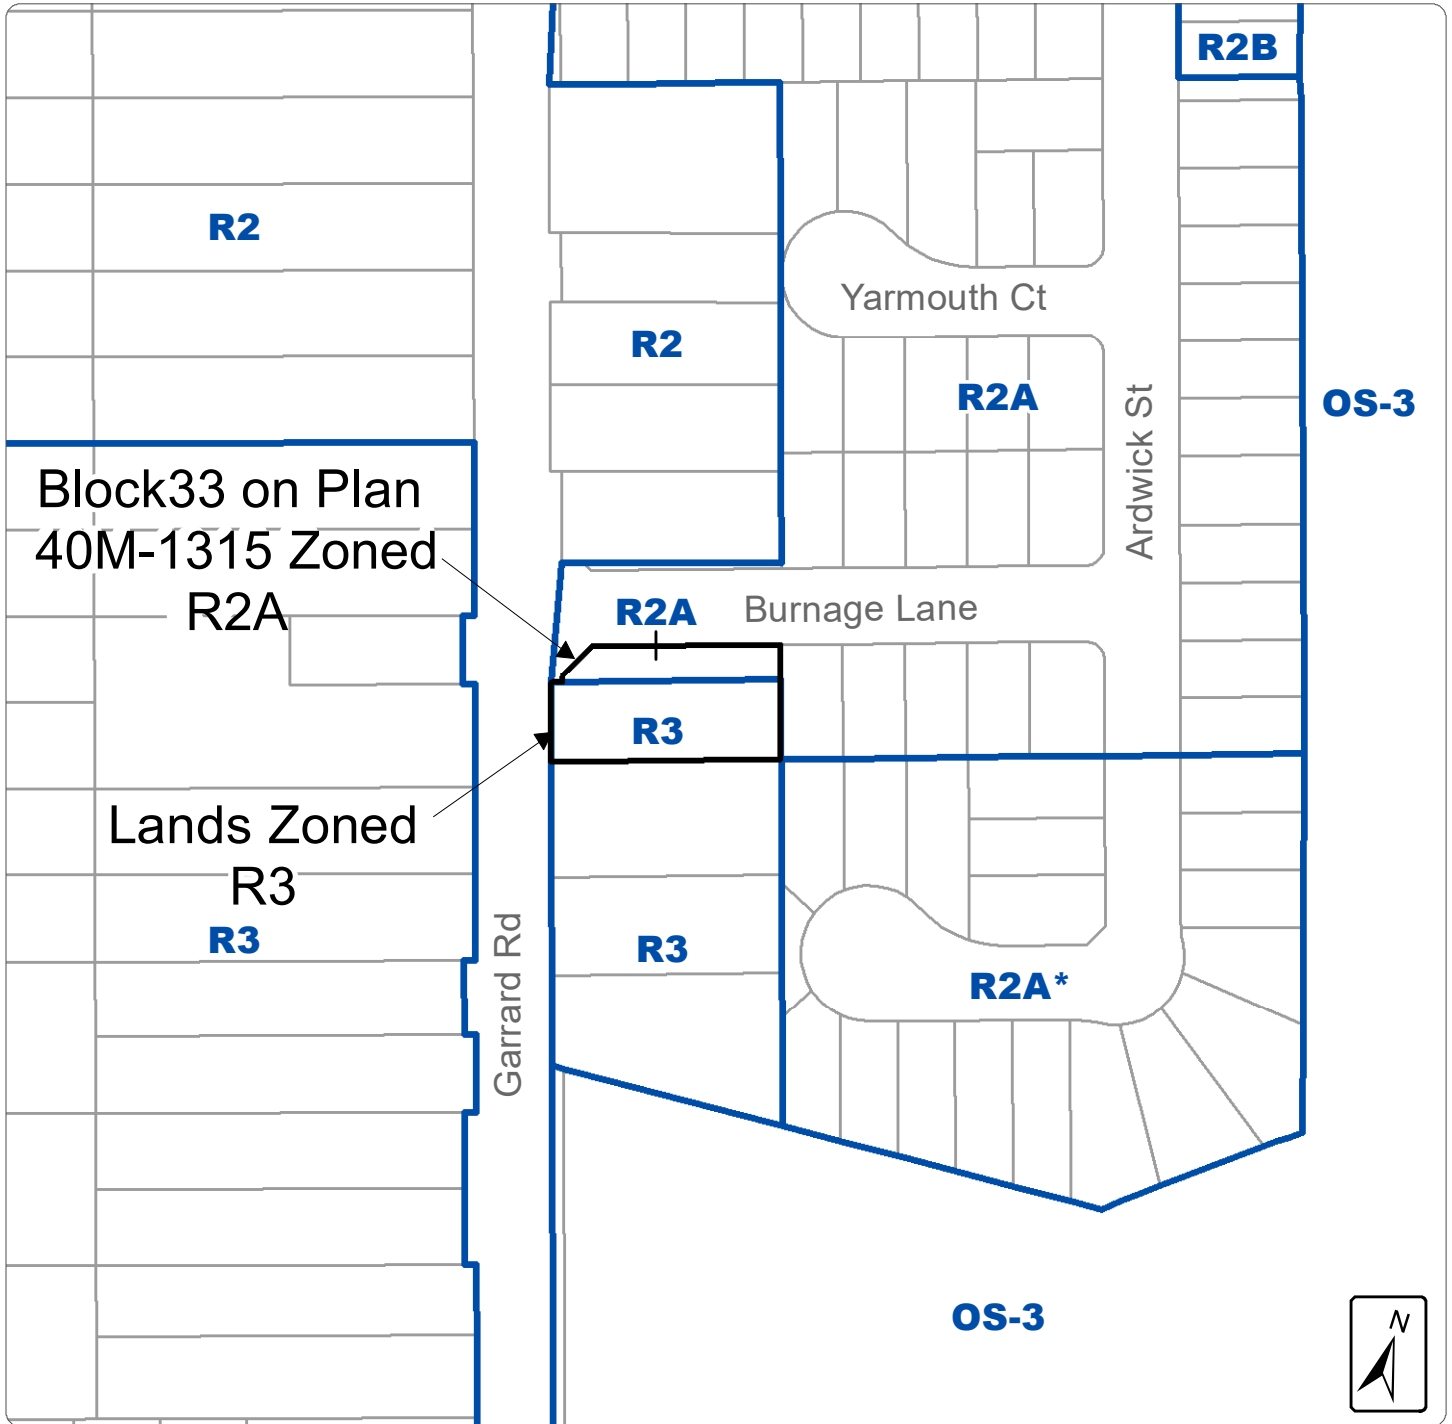 R2B
R2
Yarmouth Ct
R2
R2A
OS-3
Ardwick St
Block33 on Plan
40M-1315 Zoned
R2A
R2A
Burnage Lane
R3
Lands Zoned
R3
R3
R3
Garrard Rd
R2A*
OS-3
N